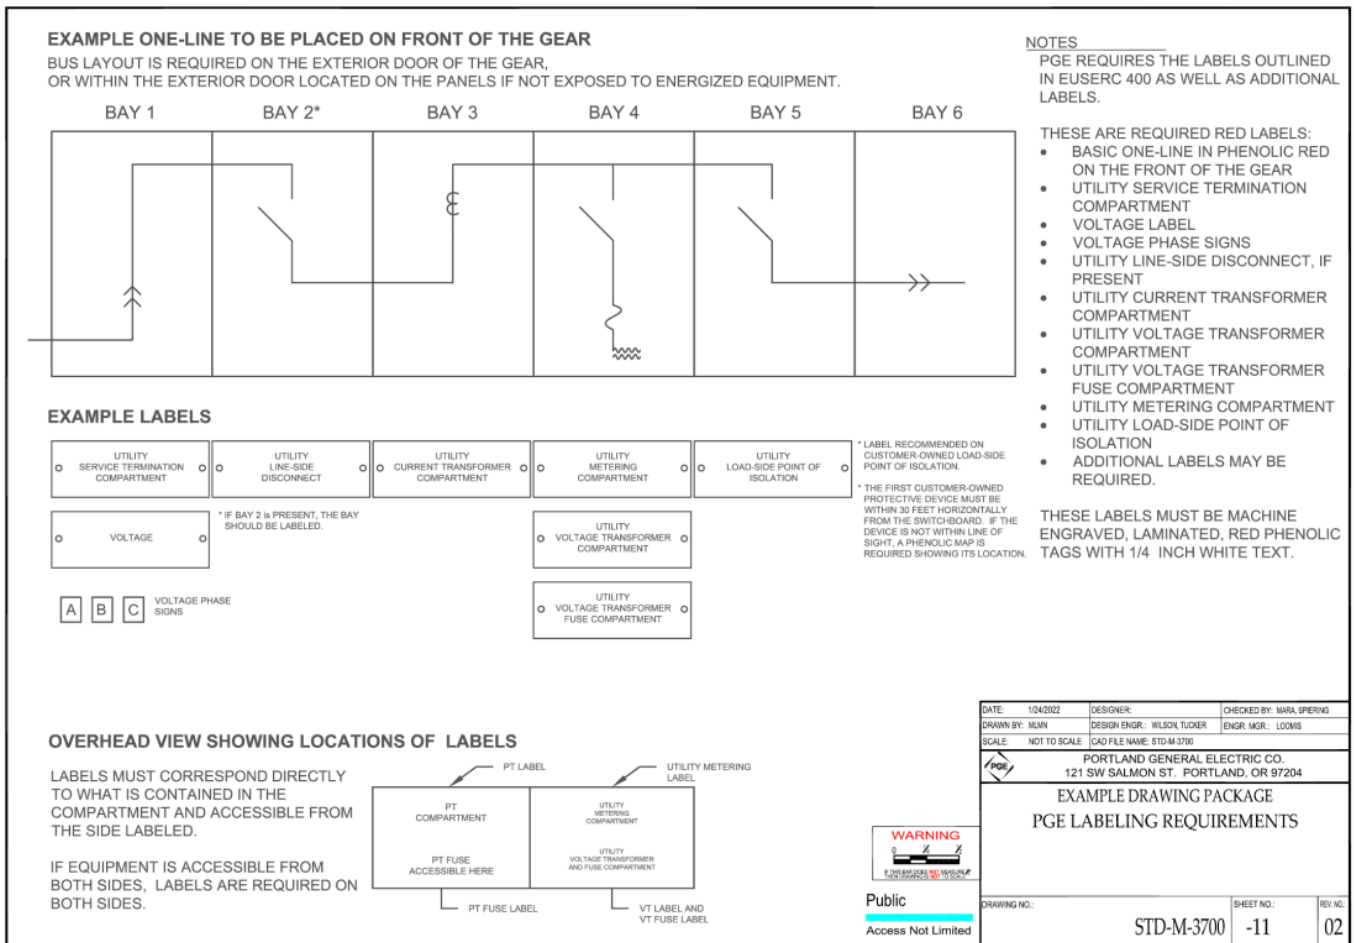 EXAMPLE ONE-LINE TO BE PLACED ON FRONT OF THE GEAR
BUS LAYOUT IS REQUIRED ON THE EXTERIOR DOOR OF THE GEAR,
OR WITHIN THE EXTERIOR DOOR LOCATED ON THE PANELS IF NOT EXPOSED TO ENERGIZED EQUIPMENT.
BAY 1
BAY 2*
BAY 3
BAY 4
BAY 5
BAY 6
NOTES
PGE REQUIRES THE LABELS OUTLINED
IN EUSERC 400 AS WELL AS ADDITIONAL
LABELS.
THESE ARE REQUIRED RED LABELS:
• BASIC ONE-LINE IN PHENOLIC RED
ON THE FRONT OF THE GEAR
• UTILITY SERVICE TERMINATION
COMPARTMENT
• VOLTAGE LABEL
• VOLTAGE PHASE SIGNS
• UTILITY LINE-SIDE DISCONNECT, IF
PRESENT
• UTILITY CURRENT TRANSFORMER
COMPARTMENT
• UTILITY VOLTAGE TRANSFORMER
COMPARTMENT
• UTILITY VOLTAGE TRANSFORMER
FUSE COMPARTMENT
• UTILITY METERING COMPARTMENT
• UTILITY LOAD-SIDE POINT OF
ISOLATION
• ADDITIONAL LABELS MAY BE
REQUIRED.
THESE LABELS MUST BE MACHINE
ENGRAVED, LAMINATED, RED PHENOLIC
TAGS WITH 1/4 INCH WHITE TEXT.
EXAMPLE LABELS
UTILITY
SERVICE TERMINATION
COMPARTMENT
UTILITY
LINE-SIDE
DISCONNECT
UTILITY
CURRENT TRANSFORMER
COMPARTMENT
UTILITY
METERING
COMPARTMENT
UTILITY
LOAD-SIDE POINT OF
ISOLATION
* LABEL RECOMMENDED ON
CUSTOMER-OWNED LOAD-SIDE
POINT OF ISOLATION.
* THE FIRST CUSTOMER-OWNED
PROTECTIVE DEVICE MUST BE
WITHIN 30 FEET HORIZONTALLY
FROM THE SWITCHBOARD. IF THE
DEVICE IS NOT WITHIN LINE OF
SIGHT, A PHENOLIC MAP IS
REQUIRED SHOWING ITS LOCATION.
VOLTAGE
* IF BAY 2 is PRESENT, THE BAY
SHOULD BE LABELED.
UTILITY
VOLTAGE TRANSFORMER
COMPARTMENT
A B C
VOLTAGE PHASE
SIGNS
UTILITY
VOLTAGE TRANSFORMER
FUSE COMPARTMENT
OVERHEAD VIEW SHOWING LOCATIONS OF LABELS
LABELS MUST CORRESPOND DIRECTLY
TO WHAT IS CONTAINED IN THE
COMPARTMENT AND ACCESSIBLE FROM
THE SIDE LABELED.
IF EQUIPMENT IS ACCESSIBLE FROM
BOTH SIDES, LABELS ARE REQUIRED ON
BOTH SIDES.
PT LABEL
UTILITY METERING
LABEL
PT
COMPARTMENT
UTILITY
METERING
COMPARTMENT
PT FUSE
ACCESSIBLE HERE
UTILITY
VOLTAGE TRANSFORMER
AND FUSE COMPARTMENT
PT FUSE LABEL
VT LABEL AND
VT FUSE LABEL
WARNING
0 ½
IF THIS BAR DOES NOT MEASURE
THEN DRAWING IS NOT TO SCALE
Public
Access Not Limited
DATE: 1/24/2022 DESIGNER: CHECKED BY: MARA, SPIERING
DRAWN BY: MLMN DESIGN ENGR.: WILSON, TUCKER ENGR. MGR.: LOOMIS
SCALE: NOT TO SCALE CAD FILE NAME: STD-M-3700
PGE
PORTLAND GENERAL ELECTRIC CO.
121 SW SALMON ST. PORTLAND, OR 97204
EXAMPLE DRAWING PACKAGE
PGE LABELING REQUIREMENTS
DRAWING NO.: SHEET NO.: REV. NO.
STD-M-3700 -11 02